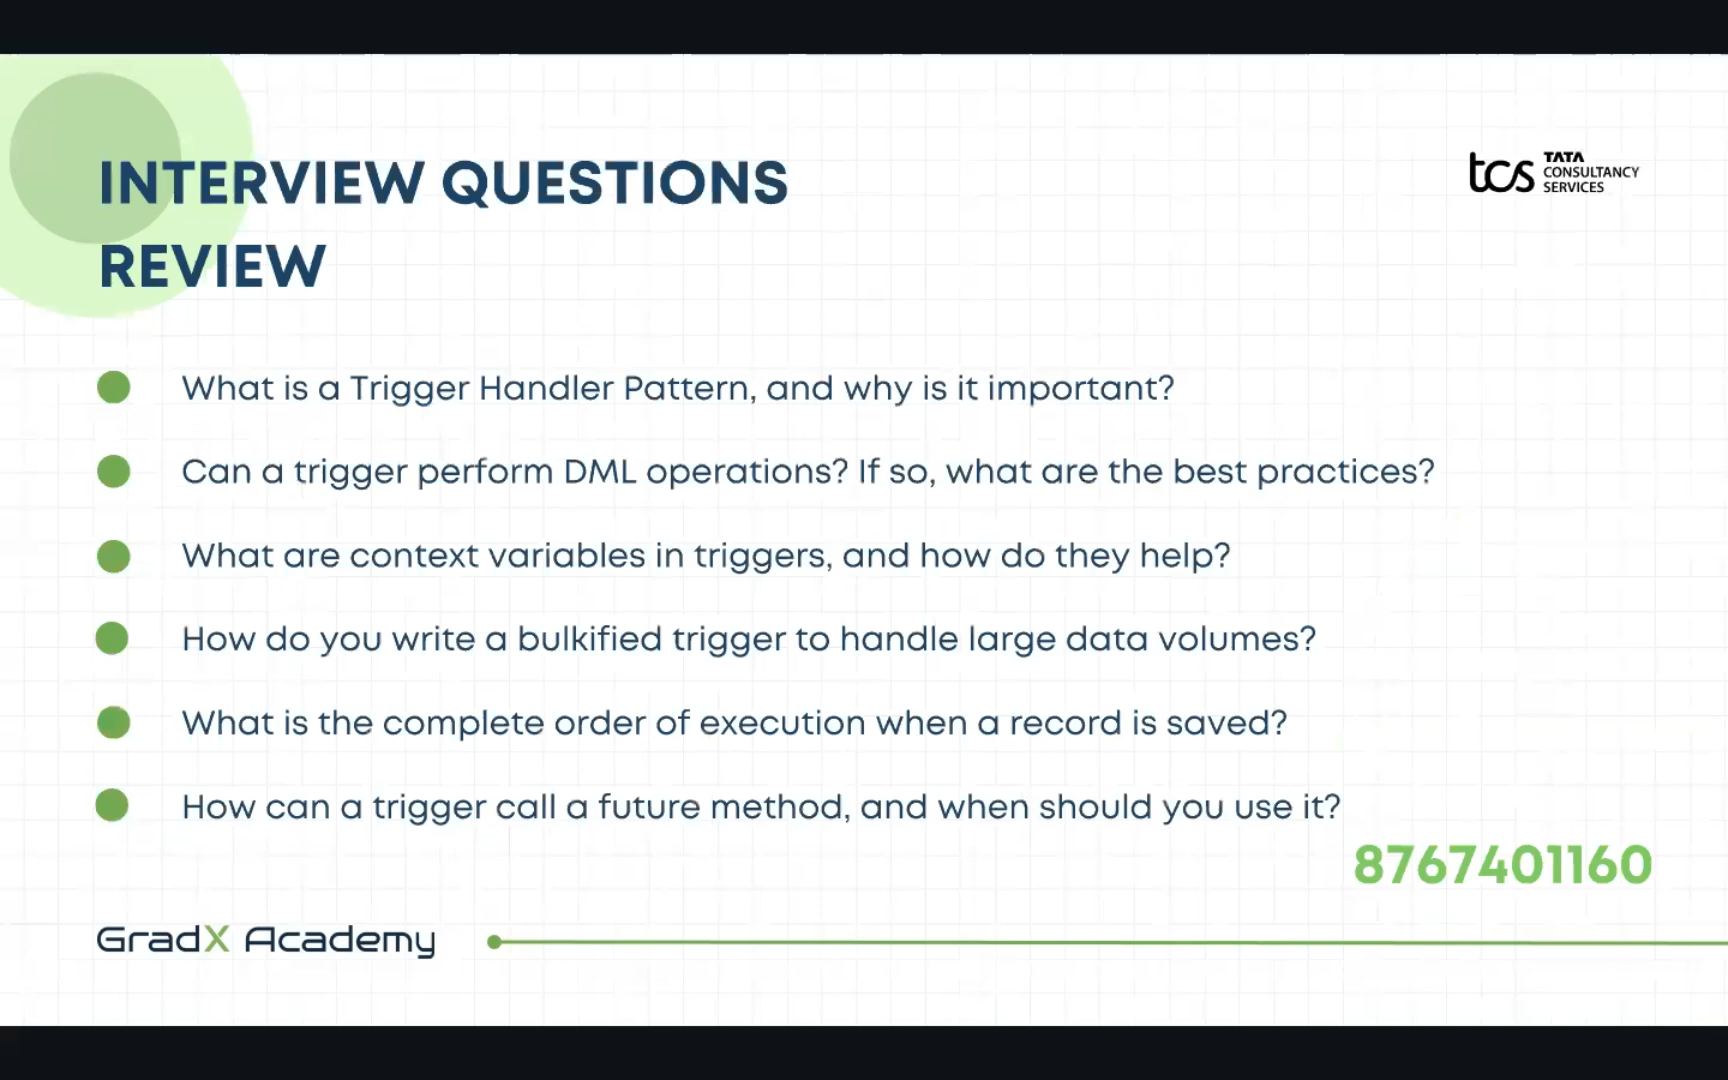 INTERVIEW QUESTIONS
REVIEW
tcs TATA
CONSULTANCY
SERVICES
What is a Trigger Handler Pattern, and why is it important?
Can a trigger perform DML operations? If so, what are the best practices?
What are context variables in triggers, and how do they help?
How do you write a bulkified trigger to handle large data volumes?
What is the complete order of execution when a record is saved?
How can a trigger call a future method, and when should you use it?
8767401160
GradX Academy